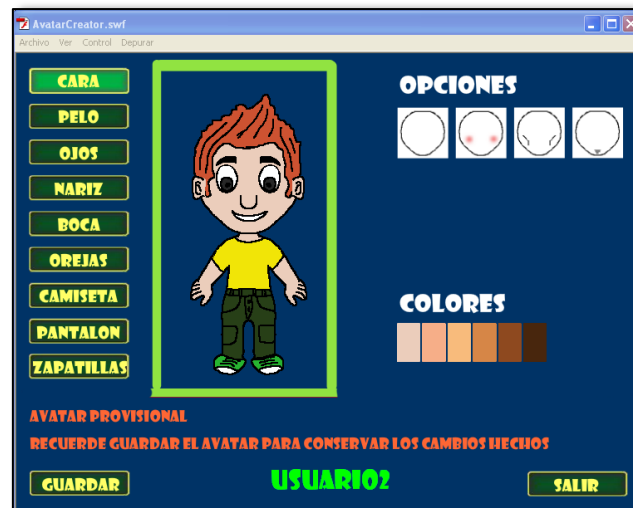 AvatarCreator.swf
Archivo Ver Control Depurar
CARA
PELO
OJOS
NARIZ
BOCA
OREJAS
CAMISETA
PANTALON
ZAPATILLAS
OPCIONES
COLORES
AVATAR PROVISIONAL
RECUERDE GUARDAR EL AVATAR PARA CONSERVAR LOS CAMBIOS HECHOS
GUARDAR
USUARIO2
SALIR